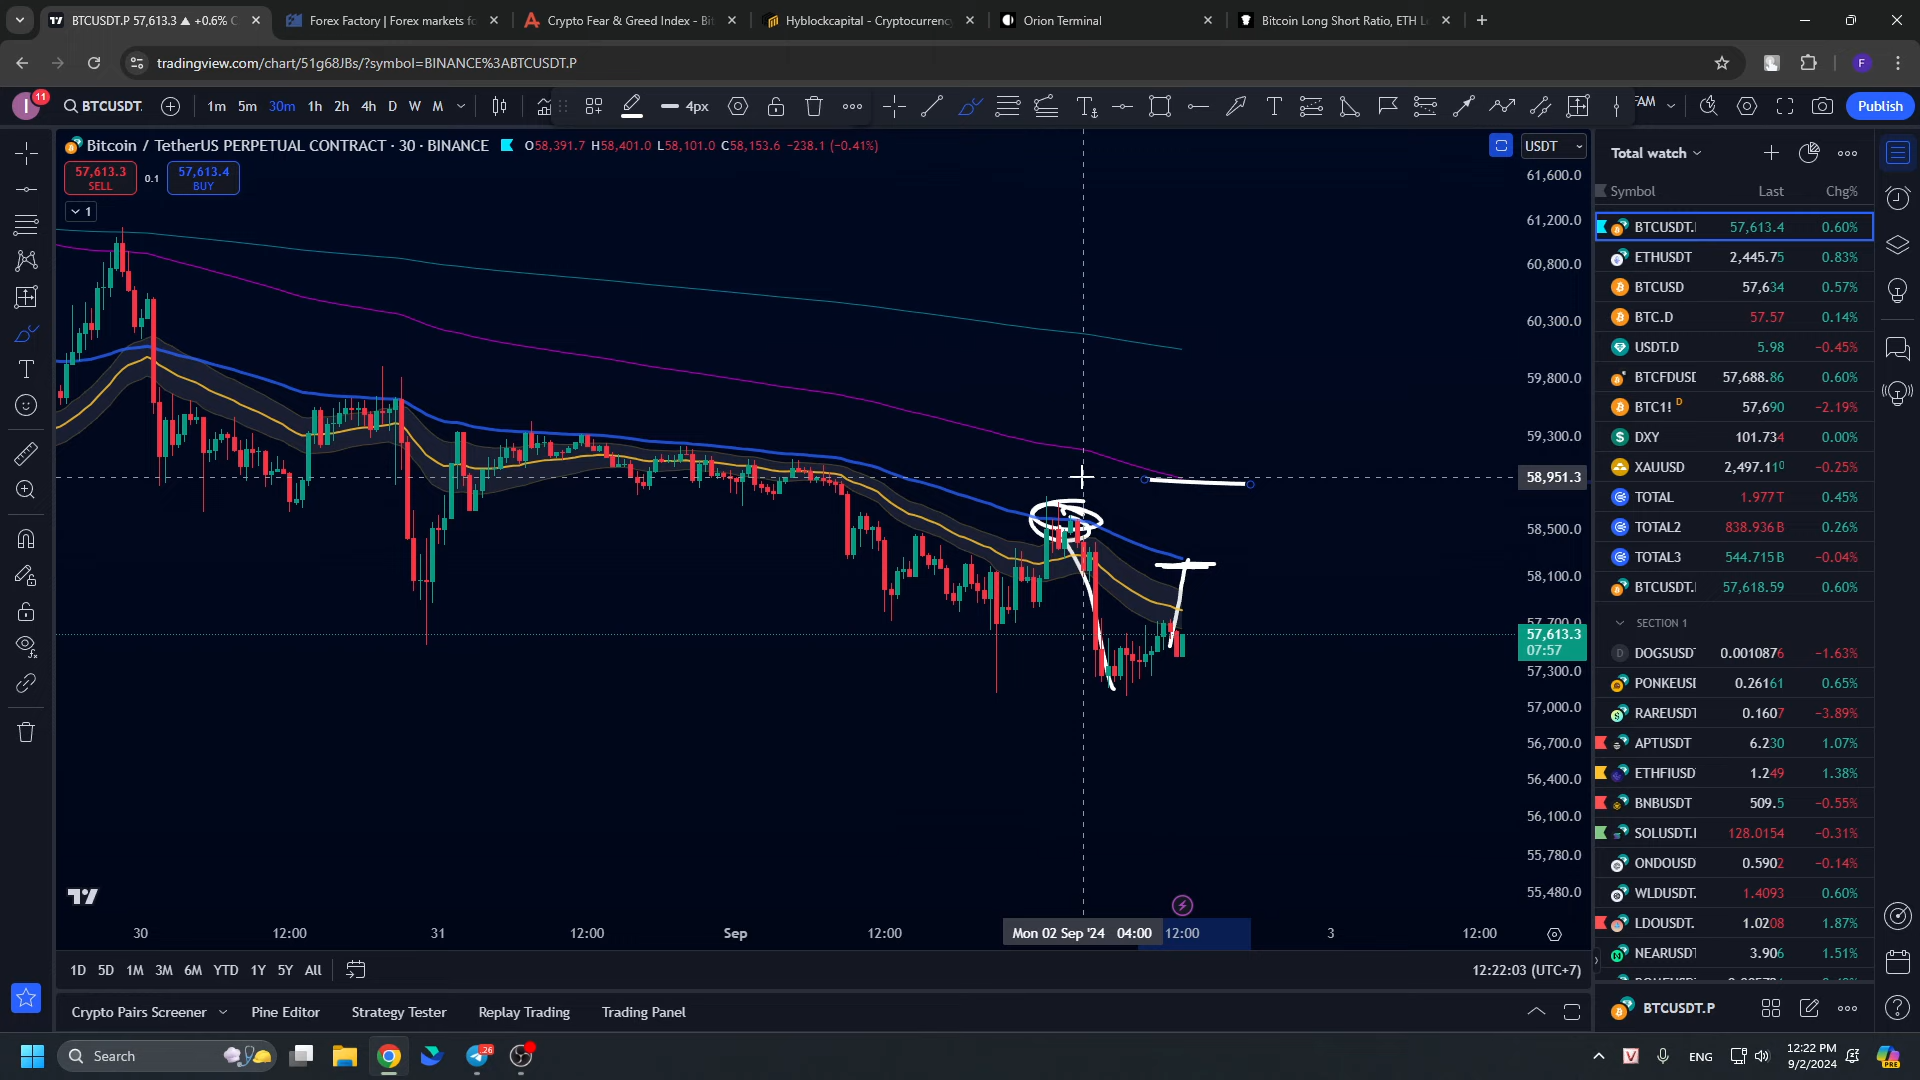 BTCUSDT.P 57,613.3 ▲ +0.6% C
Forex Factory | Forex markets fo
Crypto Fear & Greed Index - Bit
Hyblockcapital - Cryptocurrency
Orion Terminal
Bitcoin Long Short Ratio, ETH L
tradingview.com/chart/51g68JBs/?symbol=BINANCE%3ABTCUSDT.P
F
I
11
BTCUSDT.
1m 5m 30m 1h 2h 4h D W M
4px
FAM
Publish
Bitcoin / TetherUS PERPETUAL CONTRACT · 30 · BINANCE
O58,391.7 H58,401.0 L58,101.0 C58,153.6 −238.1 (−0.41%)
USDT
57,613.3
SELL
0.1
57,613.4
BUY
1
61,600.0
61,200.0
60,800.0
60,300.0
59,800.0
59,300.0
58,951.3
58,500.0
58,100.0
57,700.0
57,613.3
07:57
57,300.0
57,000.0
56,700.0
56,400.0
56,100.0
55,780.0
55,480.0
30 12:00 31 12:00 Sep 12:00 Mon 02 Sep '24 04:00 12:00 3 12:00
1D 5D 1M 3M 6M YTD 1Y 5Y All
12:22:03 (UTC+7)
Crypto Pairs Screener Pine Editor Strategy Tester Replay Trading Trading Panel
Total watch
Symbol Last Chg%
BTCUSDT.I 57,613.4 0.60%
ETHUSDT 2,445.75 0.83%
BTCUSD 57,634 0.57%
BTC.D 57.57 0.14%
USDT.D 5.98 −0.45%
BTCFDUSD 57,688.86 0.60%
BTC1! D 57,690 −2.19%
DXY 101.734 0.00%
XAUUSD 2,497.110 −0.25%
TOTAL 1.977 T 0.45%
TOTAL2 838.936 B 0.26%
TOTAL3 544.715 B −0.04%
BTCUSDT.I 57,618.59 0.60%
SECTION 1
DOGSUSDT 0.0010876 −1.63%
PONKEUSI 0.26161 0.65%
RAREUSDT 0.1607 −3.89%
APTUSDT 6.230 1.07%
ETHFIUSD 1.249 1.38%
BNBUSDT 509.5 −0.55%
SOLUSDT.I 128.0154 −0.31%
ONDOUSD 0.5902 −0.14%
WLDUSDT. 1.4093 0.60%
LDOUSDT. 1.0208 1.87%
NEARUSDT 3.906 1.51%
BTCUSDT.P
Search
26
ENG
12:22 PM
9/2/2024
PRE